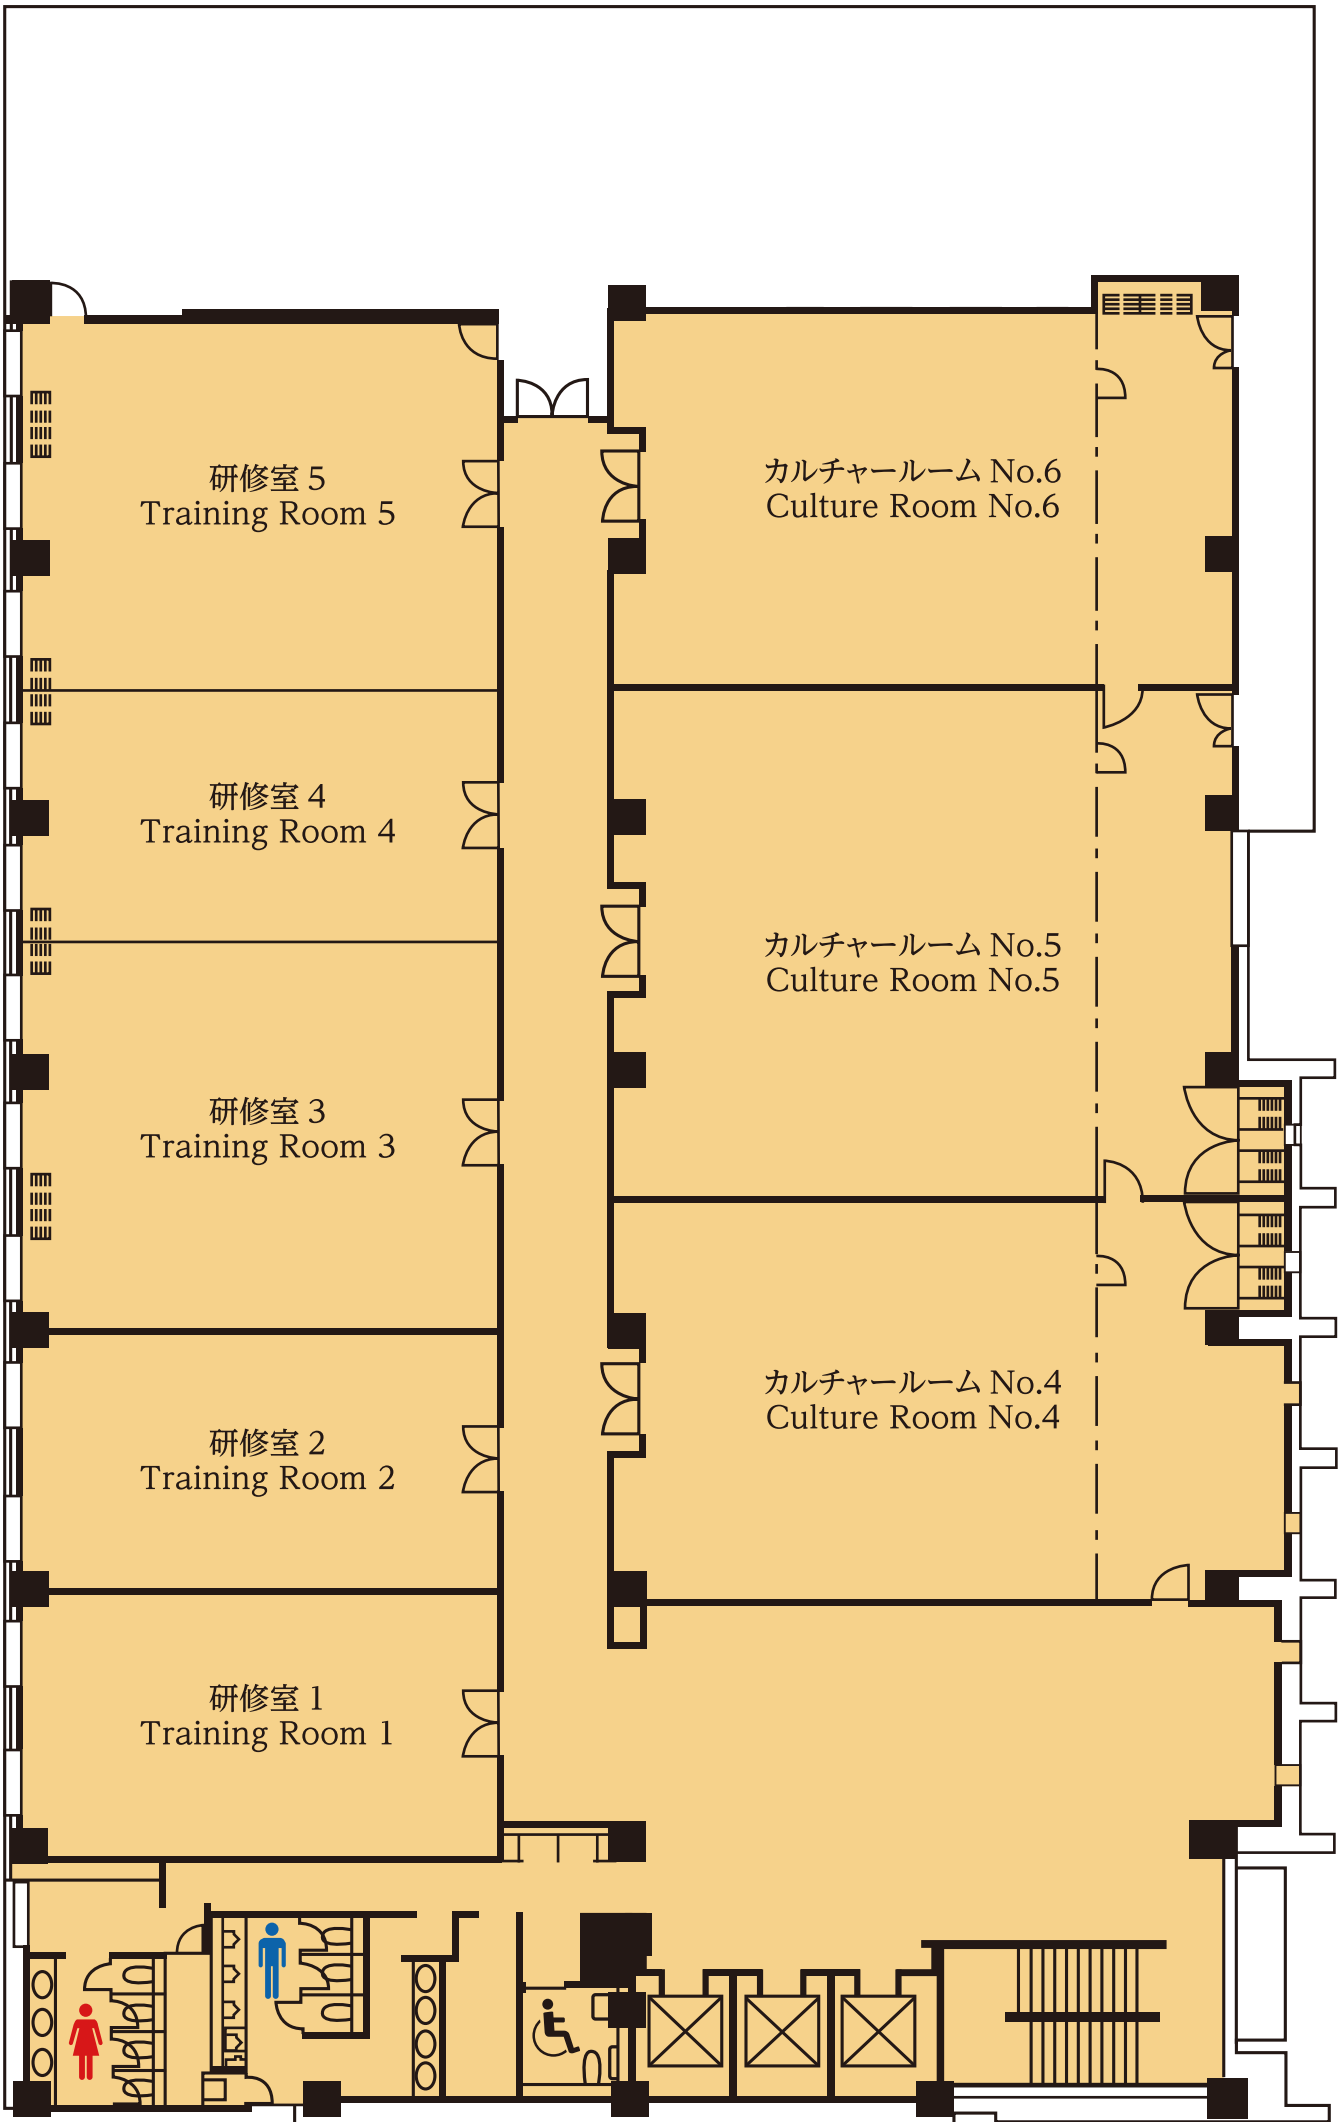 研修室 5
Training Room 5
カルチャールーム No.6
Culture Room No.6
研修室 4
Training Room 4
カルチャールーム No.5
Culture Room No.5
研修室 3
Training Room 3
カルチャールーム No.4
Culture Room No.4
研修室 2
Training Room 2
研修室 1
Training Room 1